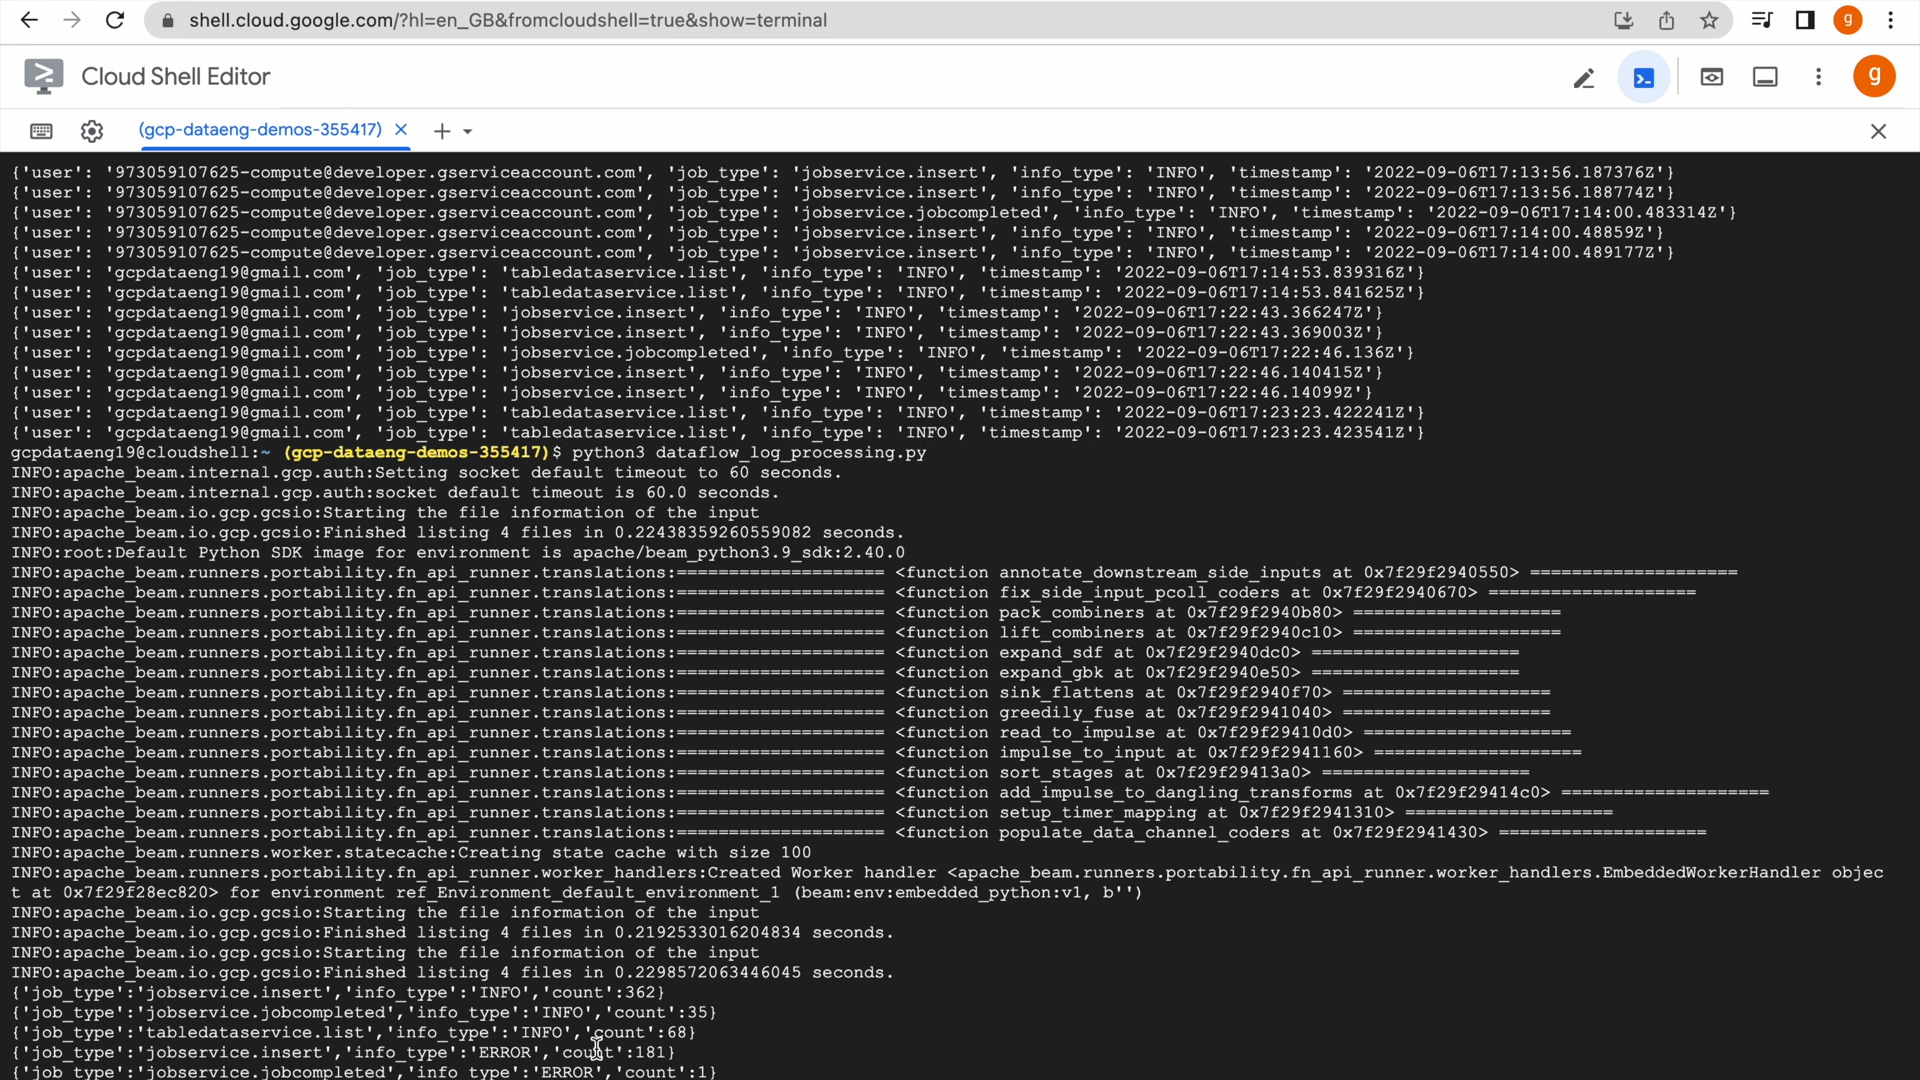 shell.cloud.google.com/?hl=en_GB&fromcloudshell=true&show=terminal
g
Cloud Shell Editor
g
(gcp-dataeng-demos-355417)
{'user': '973059107625-compute@developer.gserviceaccount.com', 'job_type': 'jobservice.insert', 'info_type': 'INFO', 'timestamp': '2022-09-06T17:13:56.187376Z'}
{'user': '973059107625-compute@developer.gserviceaccount.com', 'job_type': 'jobservice.insert', 'info_type': 'INFO', 'timestamp': '2022-09-06T17:13:56.188774Z'}
{'user': '973059107625-compute@developer.gserviceaccount.com', 'job_type': 'jobservice.jobcompleted', 'info_type': 'INFO', 'timestamp': '2022-09-06T17:14:00.483314Z'}
{'user': '973059107625-compute@developer.gserviceaccount.com', 'job_type': 'jobservice.insert', 'info_type': 'INFO', 'timestamp': '2022-09-06T17:14:00.48859Z'}
{'user': '973059107625-compute@developer.gserviceaccount.com', 'job_type': 'jobservice.insert', 'info_type': 'INFO', 'timestamp': '2022-09-06T17:14:00.489177Z'}
{'user': 'gcpdataeng19@gmail.com', 'job_type': 'tabledataservice.list', 'info_type': 'INFO', 'timestamp': '2022-09-06T17:14:53.839316Z'}
{'user': 'gcpdataeng19@gmail.com', 'job_type': 'tabledataservice.list', 'info_type': 'INFO', 'timestamp': '2022-09-06T17:14:53.841625Z'}
{'user': 'gcpdataeng19@gmail.com', 'job_type': 'jobservice.insert', 'info_type': 'INFO', 'timestamp': '2022-09-06T17:22:43.366247Z'}
{'user': 'gcpdataeng19@gmail.com', 'job_type': 'jobservice.insert', 'info_type': 'INFO', 'timestamp': '2022-09-06T17:22:43.369003Z'}
{'user': 'gcpdataeng19@gmail.com', 'job_type': 'jobservice.jobcompleted', 'info_type': 'INFO', 'timestamp': '2022-09-06T17:22:46.136Z'}
{'user': 'gcpdataeng19@gmail.com', 'job_type': 'jobservice.insert', 'info_type': 'INFO', 'timestamp': '2022-09-06T17:22:46.140415Z'}
{'user': 'gcpdataeng19@gmail.com', 'job_type': 'jobservice.insert', 'info_type': 'INFO', 'timestamp': '2022-09-06T17:22:46.14099Z'}
{'user': 'gcpdataeng19@gmail.com', 'job_type': 'tabledataservice.list', 'info_type': 'INFO', 'timestamp': '2022-09-06T17:23:23.422241Z'}
{'user': 'gcpdataeng19@gmail.com', 'job_type': 'tabledataservice.list', 'info_type': 'INFO', 'timestamp': '2022-09-06T17:23:23.423541Z'}
gcpdataeng19@cloudshell:~ (gcp-dataeng-demos-355417)$ python3 dataflow_log_processing.py
INFO:apache_beam.internal.gcp.auth:Setting socket default timeout to 60 seconds.
INFO:apache_beam.internal.gcp.auth:socket default timeout is 60.0 seconds.
INFO:apache_beam.io.gcp.gcsio:Starting the file information of the input
INFO:apache_beam.io.gcp.gcsio:Finished listing 4 files in 0.22438359260559082 seconds.
INFO:root:Default Python SDK image for environment is apache/beam_python3.9_sdk:2.40.0
INFO:apache_beam.runners.portability.fn_api_runner.translations:==================== <function annotate_downstream_side_inputs at 0x7f29f2940550> ====================
INFO:apache_beam.runners.portability.fn_api_runner.translations:==================== <function fix_side_input_pcoll_coders at 0x7f29f2940670> ====================
INFO:apache_beam.runners.portability.fn_api_runner.translations:==================== <function pack_combiners at 0x7f29f2940b80> ====================
INFO:apache_beam.runners.portability.fn_api_runner.translations:==================== <function lift_combiners at 0x7f29f2940c10> ====================
INFO:apache_beam.runners.portability.fn_api_runner.translations:==================== <function expand_sdf at 0x7f29f2940dc0> ====================
INFO:apache_beam.runners.portability.fn_api_runner.translations:==================== <function expand_gbk at 0x7f29f2940e50> ====================
INFO:apache_beam.runners.portability.fn_api_runner.translations:==================== <function sink_flattens at 0x7f29f2940f70> ====================
INFO:apache_beam.runners.portability.fn_api_runner.translations:==================== <function greedily_fuse at 0x7f29f2941040> ====================
INFO:apache_beam.runners.portability.fn_api_runner.translations:==================== <function read_to_impulse at 0x7f29f29410d0> ====================
INFO:apache_beam.runners.portability.fn_api_runner.translations:==================== <function impulse_to_input at 0x7f29f2941160> ====================
INFO:apache_beam.runners.portability.fn_api_runner.translations:==================== <function sort_stages at 0x7f29f29413a0> ====================
INFO:apache_beam.runners.portability.fn_api_runner.translations:==================== <function add_impulse_to_dangling_transforms at 0x7f29f29414c0> ====================
INFO:apache_beam.runners.portability.fn_api_runner.translations:==================== <function setup_timer_mapping at 0x7f29f2941310> ====================
INFO:apache_beam.runners.portability.fn_api_runner.translations:==================== <function populate_data_channel_coders at 0x7f29f2941430> ====================
INFO:apache_beam.runners.worker.statecache:Creating state cache with size 100
INFO:apache_beam.runners.portability.fn_api_runner.worker_handlers:Created Worker handler <apache_beam.runners.portability.fn_api_runner.worker_handlers.EmbeddedWorkerHandler objec
t at 0x7f29f28ec820> for environment ref_Environment_default_environment_1 (beam:env:embedded_python:v1, b'')
INFO:apache_beam.io.gcp.gcsio:Starting the file information of the input
INFO:apache_beam.io.gcp.gcsio:Finished listing 4 files in 0.2192533016204834 seconds.
INFO:apache_beam.io.gcp.gcsio:Starting the file information of the input
INFO:apache_beam.io.gcp.gcsio:Finished listing 4 files in 0.2298572063446045 seconds.
{'job_type':'jobservice.insert','info_type':'INFO','count':362}
{'job_type':'jobservice.jobcompleted','info_type':'INFO','count':35}
{'job_type':'tabledataservice.list','info_type':'INFO','count':68}
{'job_type':'jobservice.insert','info_type':'ERROR','count':181}
{'job_type':'jobservice.jobcompleted','info_type':'ERROR','count':1}